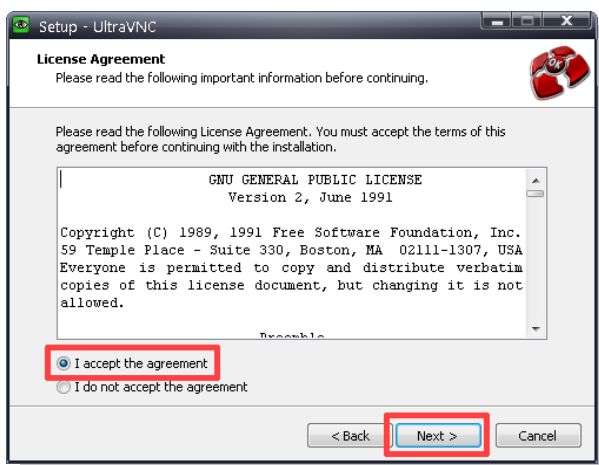 Setup - UltraVNC
License Agreement
Please read the following important information before continuing.
OK
Please read the following License Agreement. You must accept the terms of this
agreement before continuing with the installation.
GNU GENERAL PUBLIC LICENSE
Version 2, June 1991
Copyright (C) 1989, 1991 Free Software Foundation, Inc.
59 Temple Place - Suite 330, Boston, MA 02111-1307, USA
Everyone is permitted to copy and distribute verbatim
copies of this license document, but changing it is not
allowed.
Preamble
I accept the agreement
I do not accept the agreement
< Back
Next >
Cancel